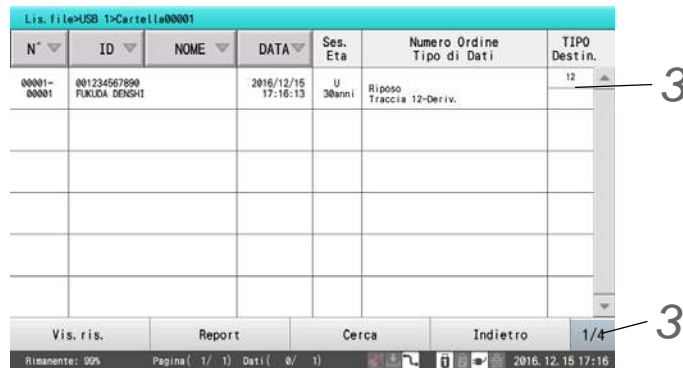 Lis. file>USB 1>Cartella00001
N° ID NOME DATA Ses. Eta Numero Ordine Tipo di Dati TIPO Destin.
00001-00001 001234567890 FUKUDA DENSHI 2016/12/15 17:16:13 U 30anni Riposo Traccia 12-Deriv. 12
3
Vis. ris. Report Cerca Indietro 1/4
3
Rimanente: 99% Pagina( 1/ 1) Dati( 0/ 1) 2016. 12. 15 17:16